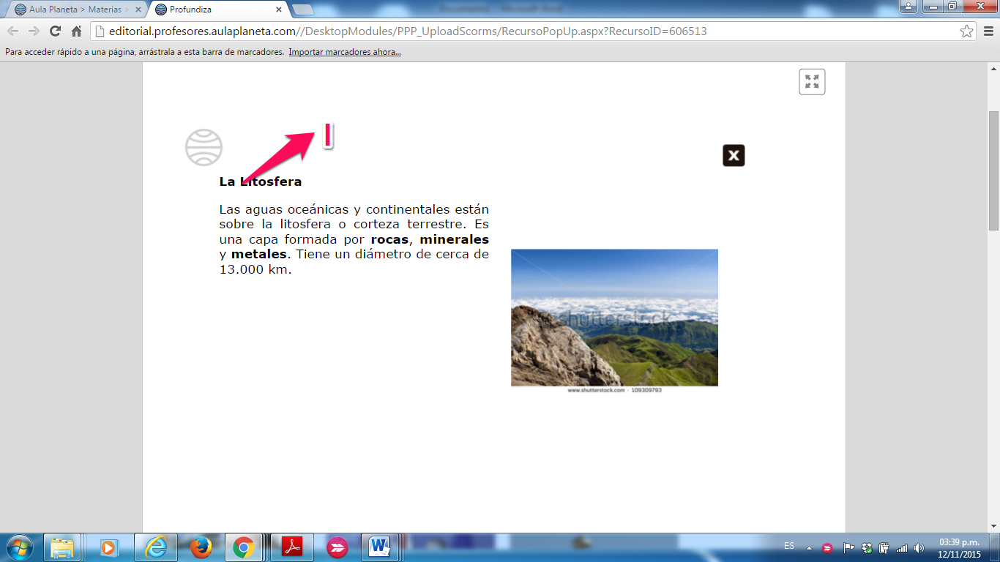 Aula Planeta > Materias >
Profundiza
editorial.profesores.aulaplaneta.com//DesktopModules/PPP_UploadScorms/RecursoPopUp.aspx?RecursoID=606513
Para acceder rápido a una página, arrástrala a esta barra de marcadores. Importar marcadores ahora...
l
La Litosfera
Las aguas oceánicas y continentales están
sobre la litosfera o corteza terrestre. Es
una capa formada por rocas, minerales
y metales. Tiene un diámetro de cerca de
13.000 km.
shutterstock
www.shutterstock.com · 109309793
ES
03:39 p.m.
12/11/2015